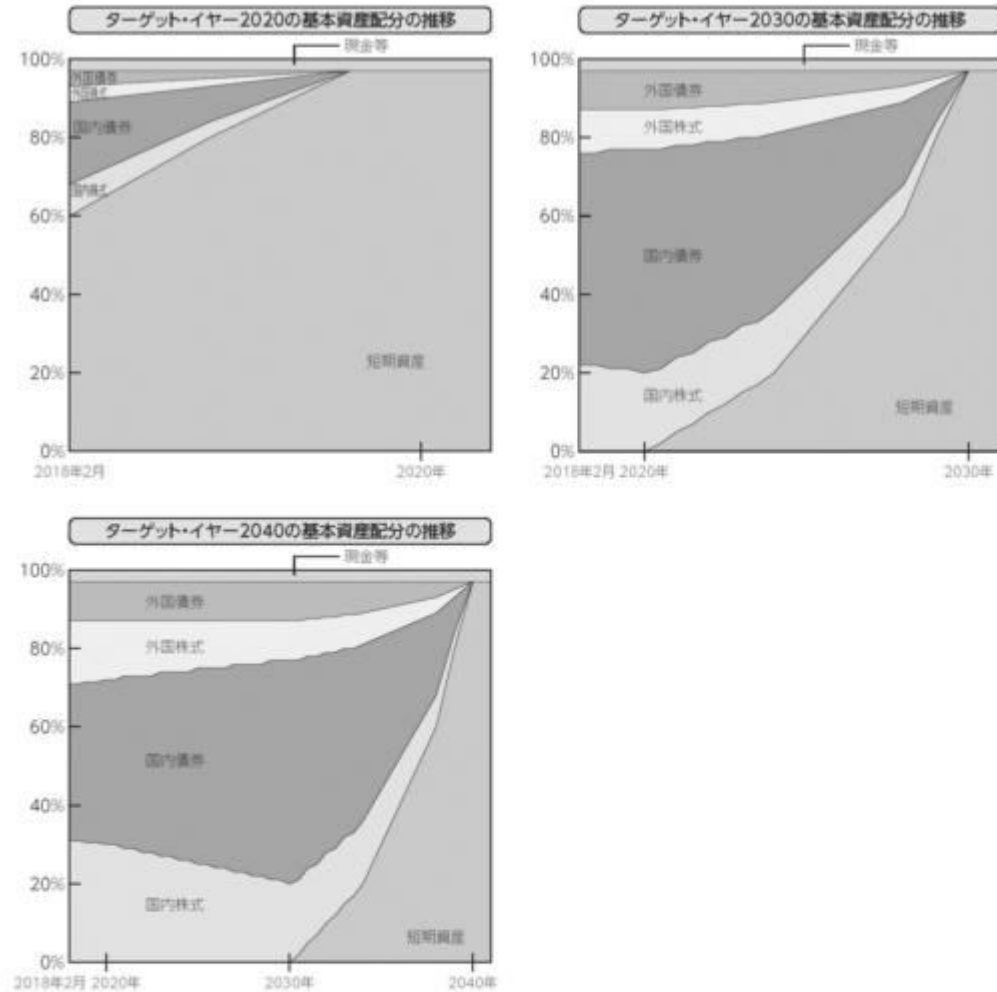 ターゲット・イヤー2020の基本資産配分の推移
現金等
100%
80%
60%
40%
20%
0%
外国債券
外国株式
国内債券
国内株式
短期資産
2018年2月
2020年
ターゲット・イヤー2030の基本資産配分の推移
現金等
100%
80%
60%
40%
20%
0%
外国債券
外国株式
国内債券
国内株式
短期資産
2018年2月 2020年
2030年
ターゲット・イヤー2040の基本資産配分の推移
現金等
100%
80%
60%
40%
20%
0%
外国債券
外国株式
国内債券
国内株式
短期資産
2018年2月 2020年
2030年
2040年